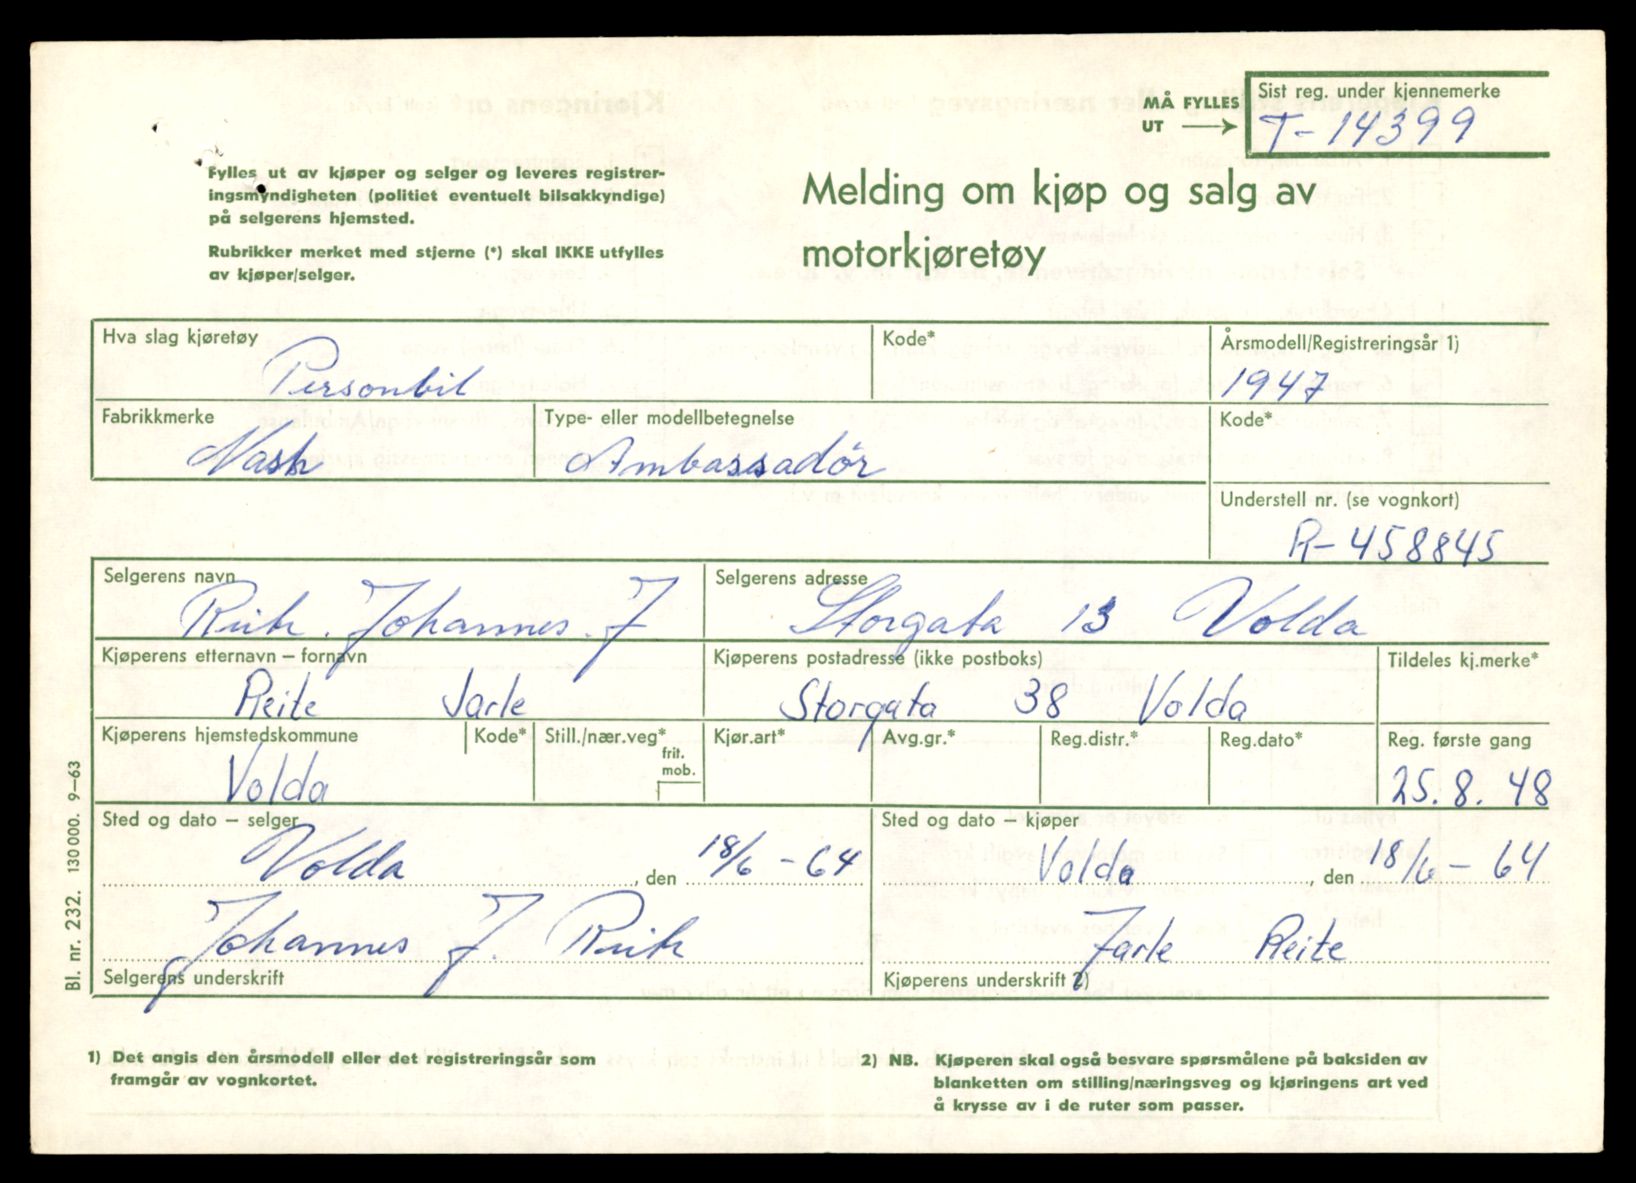 MÅ FYLLES UT
Sist reg. under kjennemerke
T-14399
Fylles ut av kjøper og selger og leveres registrer-
ingsmyndigheten (politiet eventuelt bilsakkyndige)
på selgerens hjemsted.
Rubrikker merket med stjerne (*) skal IKKE utfylles
av kjøper/selger.
Melding om kjøp og salg av
motorkjøretøy
Hva slag kjøretøy
Personbil
Kode*
Årsmodell/Registreringsår 1)
1947
Fabrikkmerke
Nash
Type- eller modellbetegnelse
Ambassadör
Kode*
Understell nr. (se vognkort)
R-458845
Selgerens navn
Johannes. J
Selgerens adresse
Storgata 13 Volda
Kjøperens etternavn – fornavn
Reite Jarle
Kjøperens postadresse (ikke postboks)
Storgata 38 Volda
Tildeles kj.merke*
Kjøperens hjemstedskommune
Volda
Kode*
Still./nær.veg*
frit.
mob.
Kjør.art*
Avg.gr.*
Reg.distr.*
Reg.dato*
Reg. første gang
25.8. 48
Sted og dato – selger
Volda, den 18/6 - 64
Sted og dato – kjøper
Volda, den 18/6 - 64
Johannes J.
Selgerens underskrift
Jarle Reite
Kjøperens underskrift 2)
Bl. nr. 232. 130000. 9–63
1) Det angis den årsmodell eller det registreringsår som
framgår av vognkortet.
2) NB. Kjøperen skal også besvare spørsmålene på baksiden av
blanketten om stilling/næringsveg og kjøringens art ved
å krysse av i de ruter som passer.